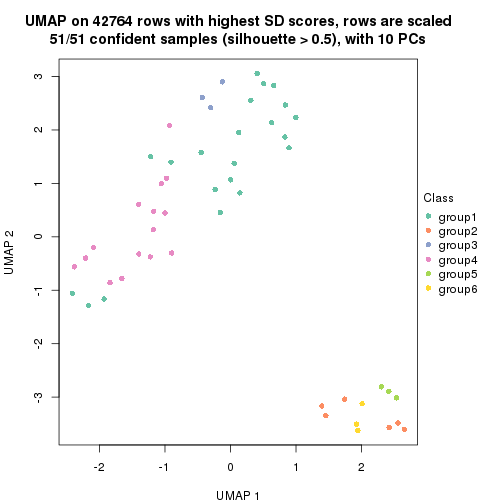 UMAP on 42764 rows with highest SD scores, rows are scaled
51/51 confident samples (silhouette > 0.5), with 10 PCs
3
2
1
0
-1
-2
-3
UMAP 2
-2
-1
0
1
2
UMAP 1
Class
group1
group2
group3
group4
group5
group6